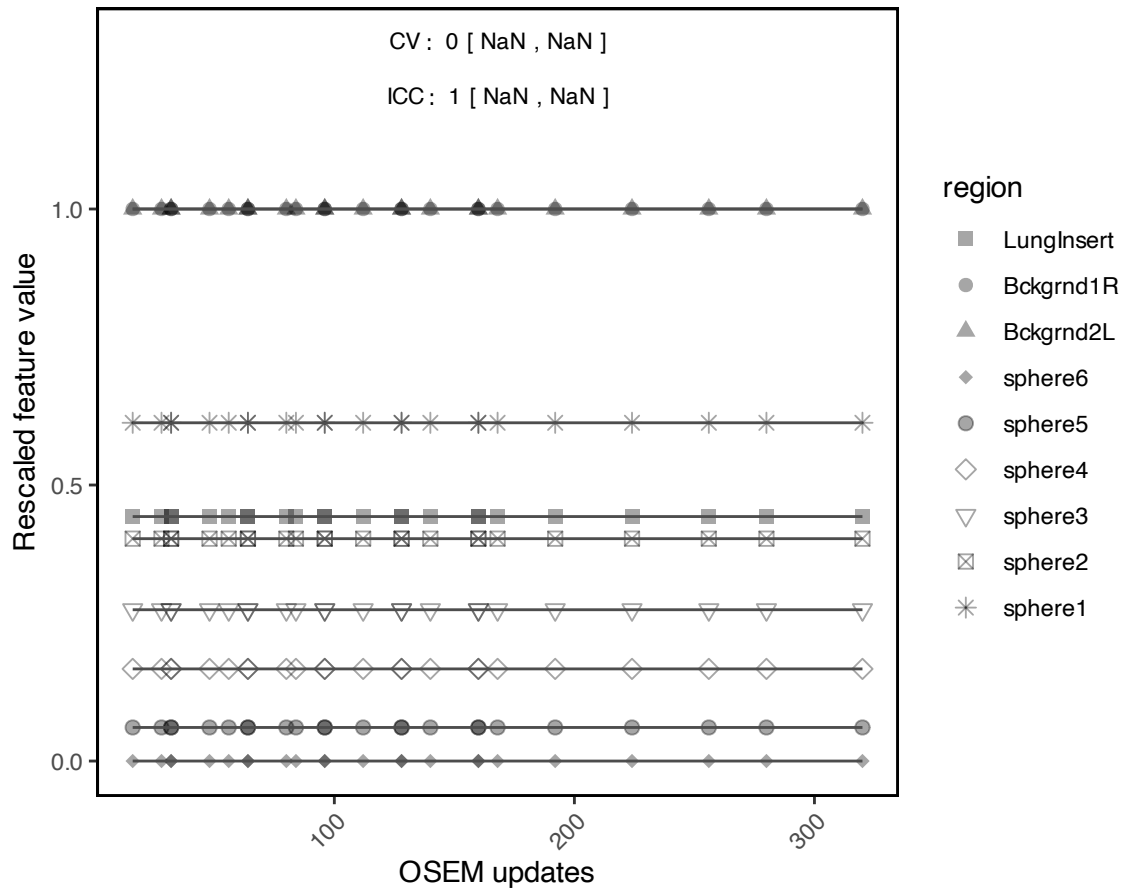 CV : 0 [ NaN , NaN ]
ICC : 1 [ NaN , NaN ]
Rescaled feature value
1.0
0.5
0.0
100
200
300
OSEM updates
region
LungInsert
Bckgrnd1R
Bckgrnd2L
sphere6
sphere5
sphere4
sphere3
sphere2
sphere1